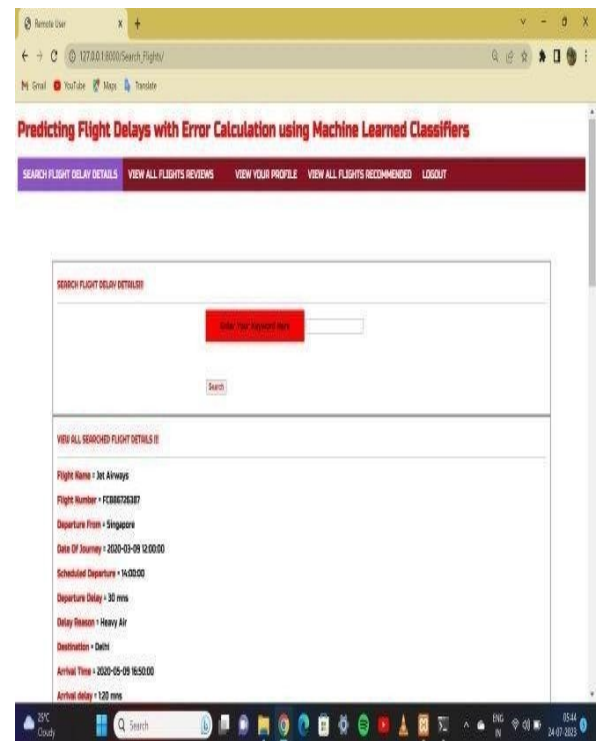 Remote User
127.0.0.1:8000/Search_Flights/
Gmail YouTube Maps Translate
Predicting Flight Delays with Error Calculation using Machine Learned Classifiers
SEARCH FLIGHT DELAY DETAILS VIEW ALL FLIGHTS REVIEWS VIEW YOUR PROFILE VIEW ALL FLIGHTS RECOMMENDED LOGOUT
SEARCH FLIGHT DELAY DETAILS!!!
Enter Your Keyword Here
Search
VIEW ALL SEARCHED FLIGHT DETAILS !!!
Flight Name = Jet Airways
Flight Number = FCBB6726387
Departure From = Singapore
Date Of Journey = 2020-03-09 12:00:00
Scheduled Departure = 14:00:00
Departure Delay = 30 mns
Delay Reason = Heavy Air
Destination = Delhi
Arrival Time = 2020-05-09 16:50:00
Arrival delay = 120 mns
25°C
Cloudy
Search
ENG
IN
05:44
24-07-2023